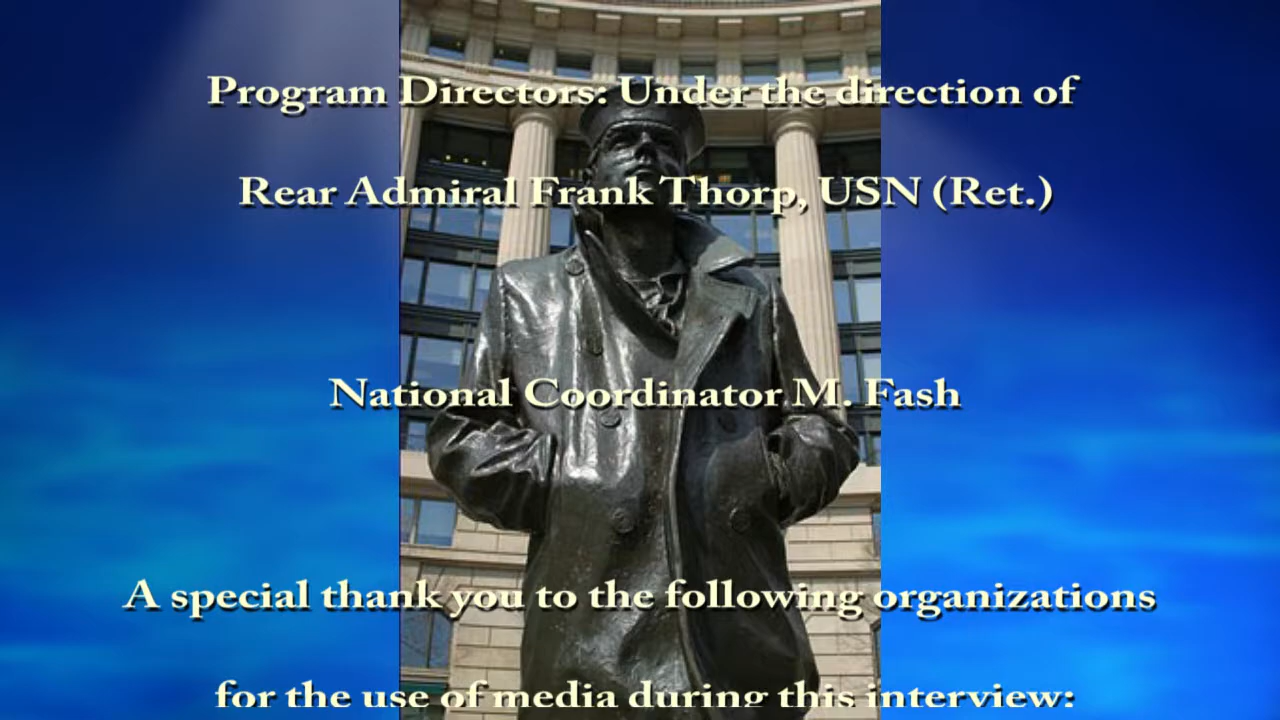 Program Directors: Under the direction of
Rear Admiral Frank Thorp, USN (Ret.)
National Coordinator M. Fash
A special thank you to the following organizations
for the use of media during this interview: